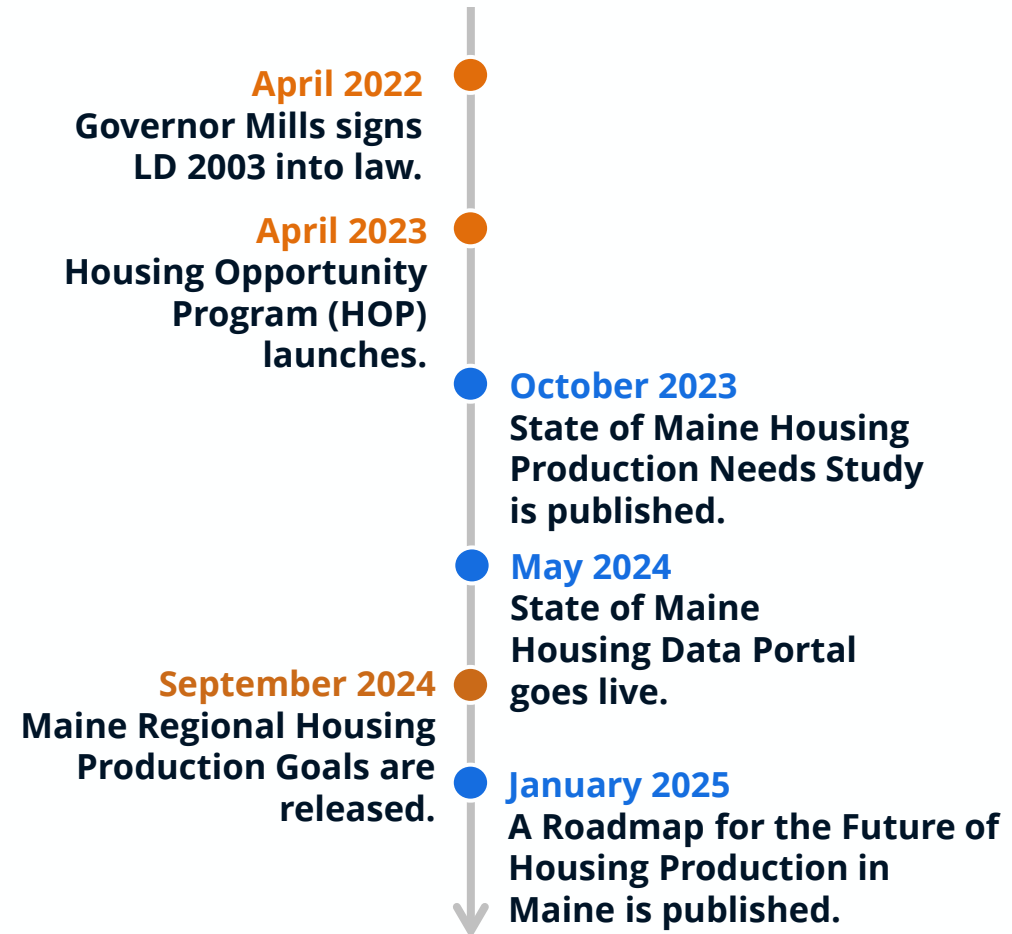 April 2022
Governor Mills signs
LD 2003 into law.
April 2023
Housing Opportunity
Program (HOP)
launches.
October 2023
State of Maine Housing
Production Needs Study
is published.
May 2024
State of Maine
Housing Data Portal
goes live.
September 2024
Maine Regional Housing
Production Goals are
released.
January 2025
A Roadmap for the Future of
Housing Production in
Maine is published.